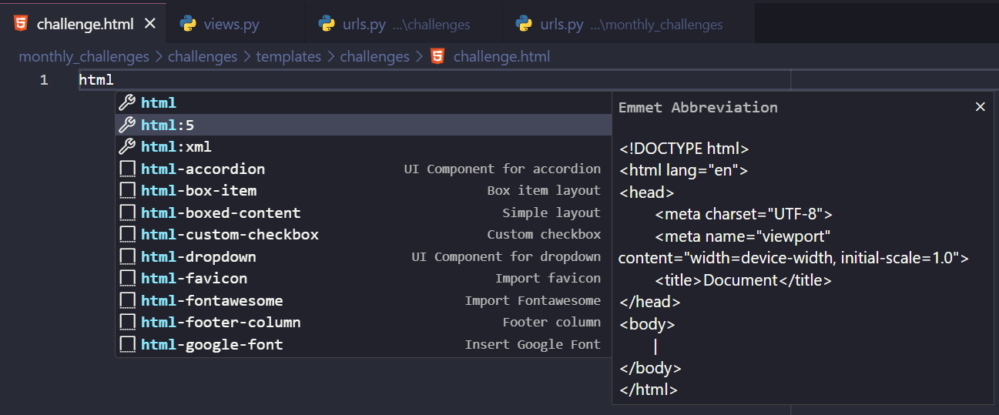 challenge.html views.py urls.py ...\challenges urls.py ...\monthly_challenges
monthly_challenges > challenges > templates > challenges > challenge.html
1 html
html
html:5
html:xml
html-accordion UI Component for accordion
html-box-item Box item layout
html-boxed-content Simple layout
html-custom-checkbox Custom checkbox
html-dropdown UI Component for dropdown
html-favicon Import favicon
html-fontawesome Import Fontawesome
html-footer-column Footer column
html-google-font Insert Google Font
Emmet Abbreviation
<!DOCTYPE html>
<html lang="en">
<head>
<meta charset="UTF-8">
<meta name="viewport"
content="width=device-width, initial-scale=1.0">
<title>Document</title>
</head>
<body>
|
</body>
</html>